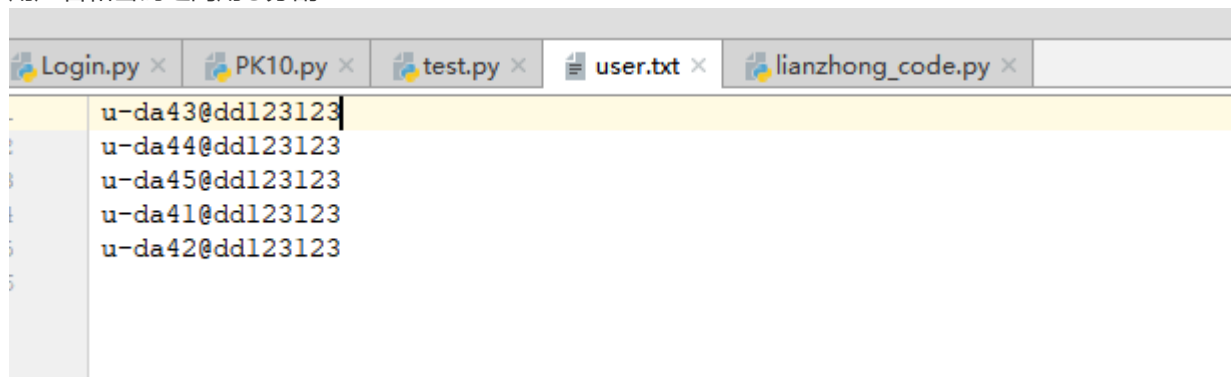 Login.py PK10.py test.py user.txt lianzhong_code.py
u-da43@dd123123
u-da44@dd123123
u-da45@dd123123
u-da41@dd123123
u-da42@dd123123